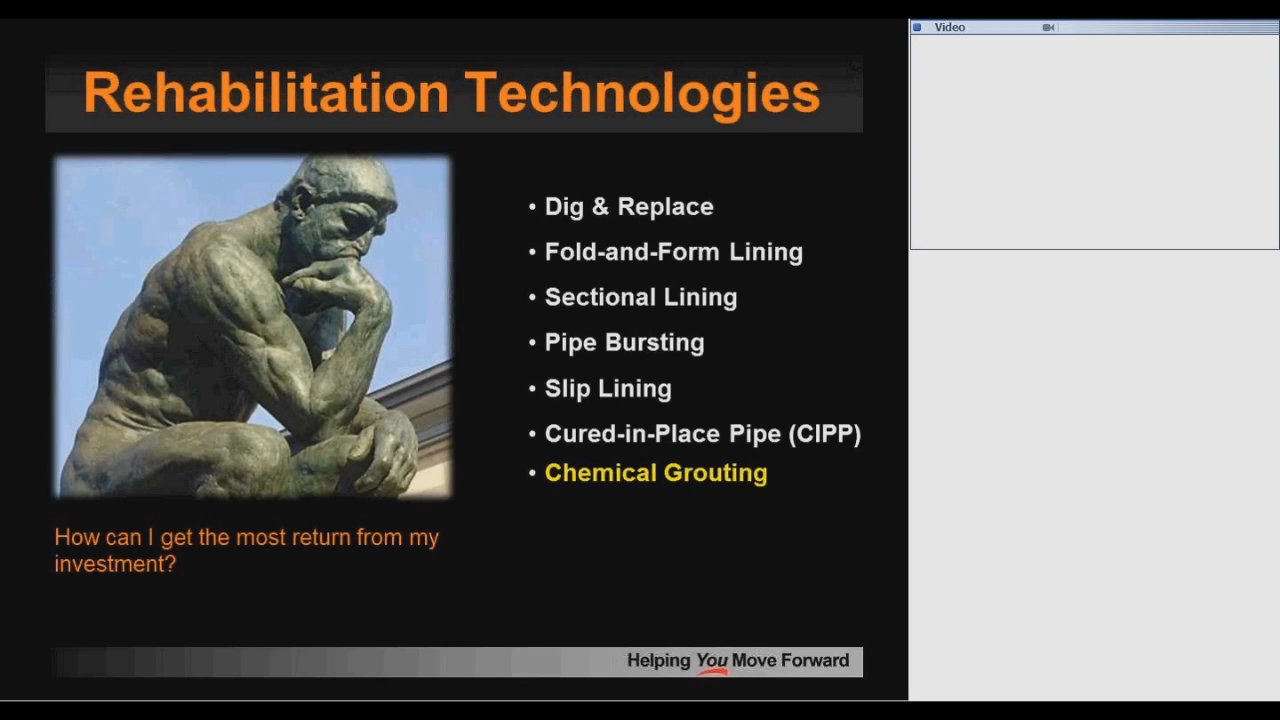 Video
Rehabilitation Technologies
• Dig & Replace
• Fold-and-Form Lining
• Sectional Lining
• Pipe Bursting
• Slip Lining
• Cured-in-Place Pipe (CIPP)
• Chemical Grouting
How can I get the most return from my
investment?
Helping You Move Forward